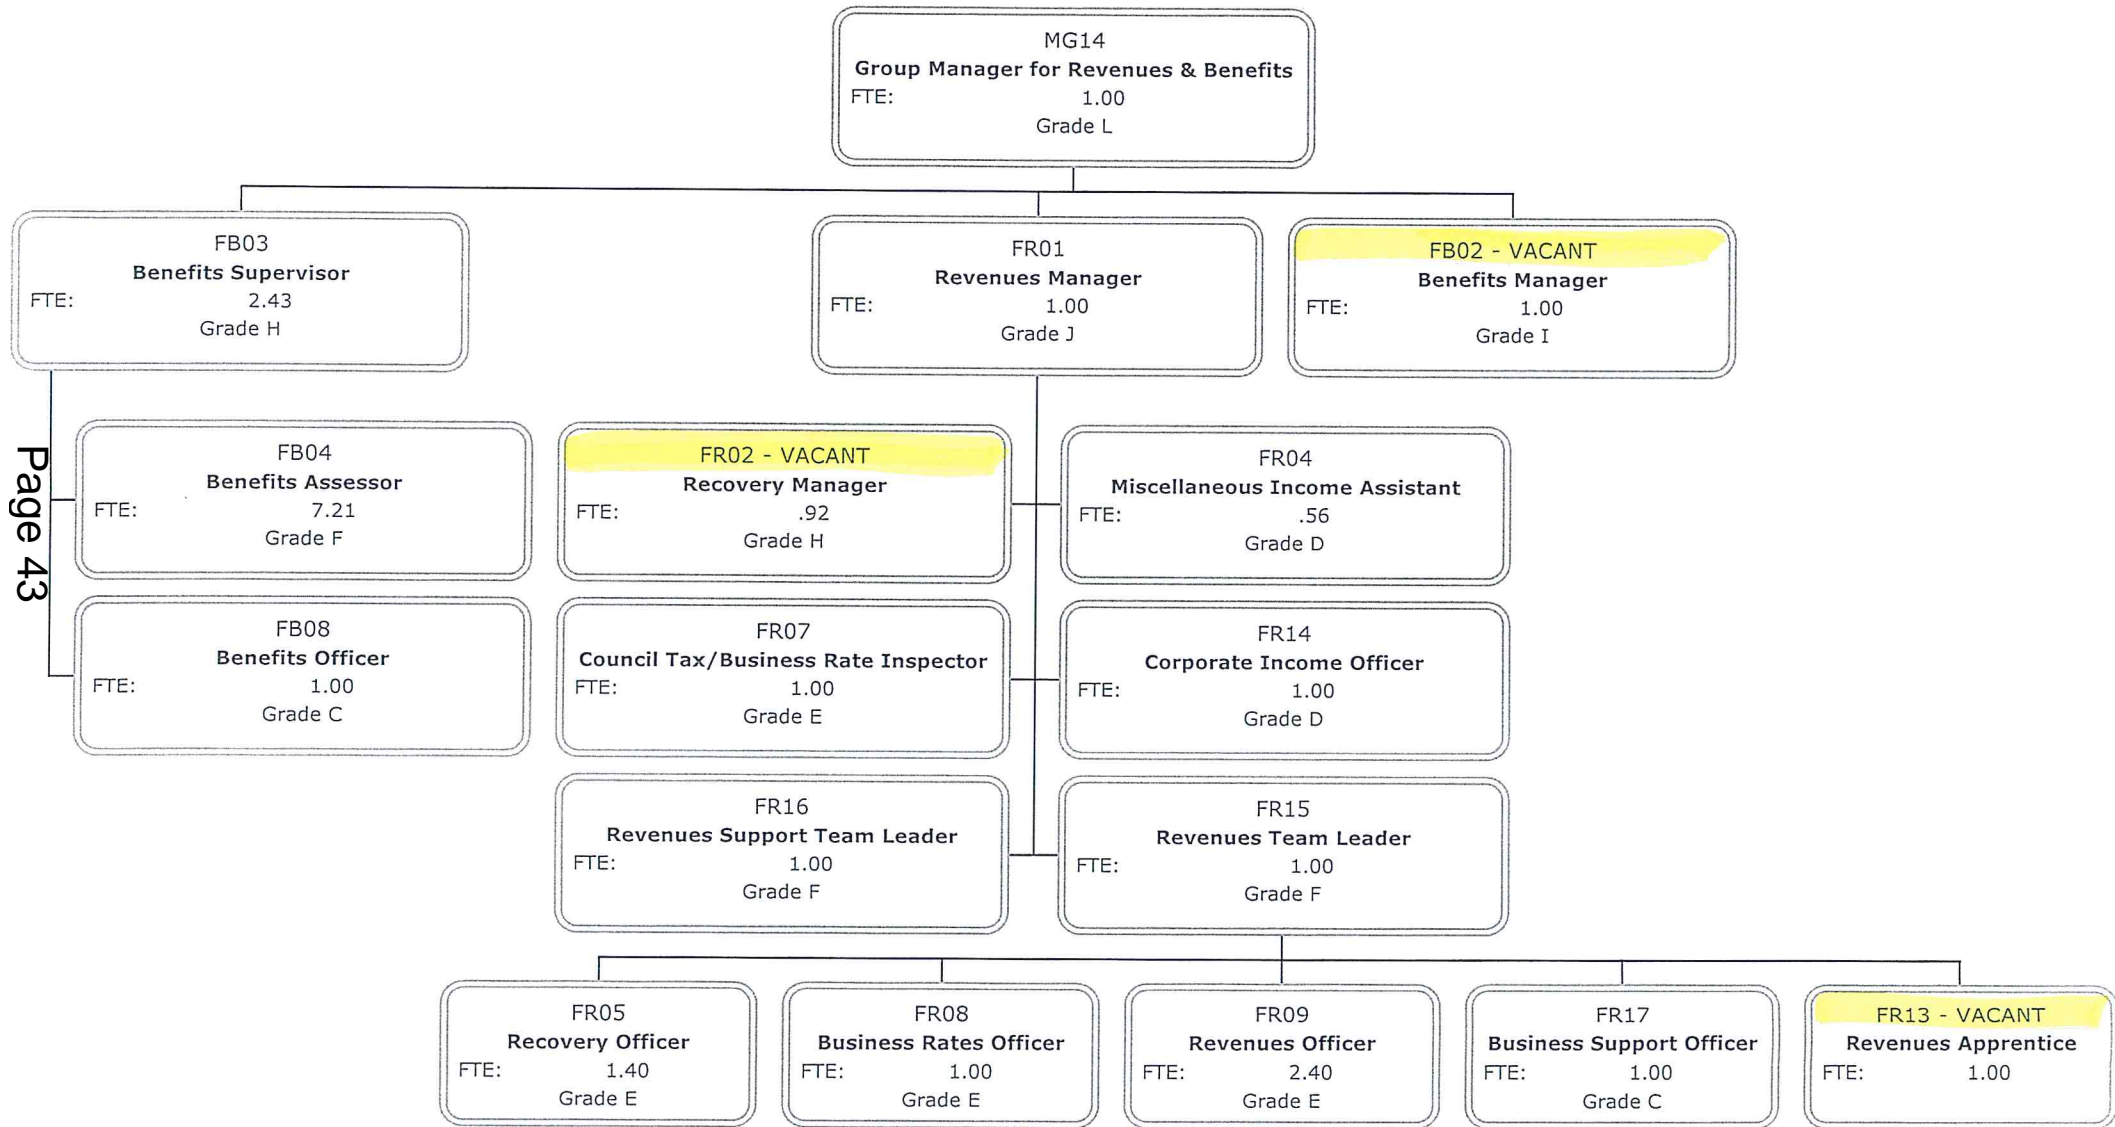 MG14
Group Manager for Revenues & Benefits
FTE: 1.00
Grade L
FB03
Benefits Supervisor
FTE: 2.43
Grade H
FR01
Revenues Manager
FTE: 1.00
Grade J
FB02 - VACANT
Benefits Manager
FTE: 1.00
Grade I
FB04
Benefits Assessor
FTE: 7.21
Grade F
FR02 - VACANT
Recovery Manager
FTE: .92
Grade H
FR04
Miscellaneous Income Assistant
FTE: .56
Grade D
Page 43
FB08
Benefits Officer
FTE: 1.00
Grade C
FR07
Council Tax/Business Rate Inspector
FTE: 1.00
Grade E
FR14
Corporate Income Officer
FTE: 1.00
Grade D
FR16
Revenues Support Team Leader
FTE: 1.00
Grade F
FR15
Revenues Team Leader
FTE: 1.00
Grade F
FR05
Recovery Officer
FTE: 1.40
Grade E
FR08
Business Rates Officer
FTE: 1.00
Grade E
FR09
Revenues Officer
FTE: 2.40
Grade E
FR17
Business Support Officer
FTE: 1.00
Grade C
FR13 - VACANT
Revenues Apprentice
FTE: 1.00